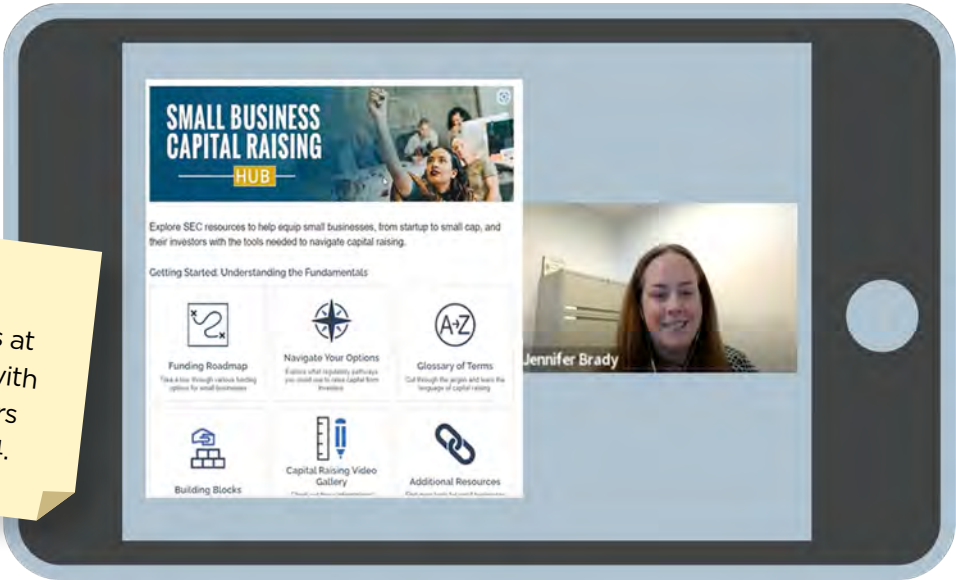 SMALL BUSINESS
CAPITAL RAISING
HUB
Explore SEC resources to help equip small businesses, from startup to small cap, and
their investors with the tools needed to navigate capital raising.
Getting Started: Understanding the Fundamentals
Funding Roadmap
Take a tour through various funding
options for small businesses
Navigate Your Options
Explore what regulatory pathways
you could use to raise capital from
investors
A→Z
Glossary of Terms
Cut through the jargon and learn the
language of capital raising
Building Blocks
Capital Raising Video
Gallery
Additional Resources
Jennifer Brady
at
with